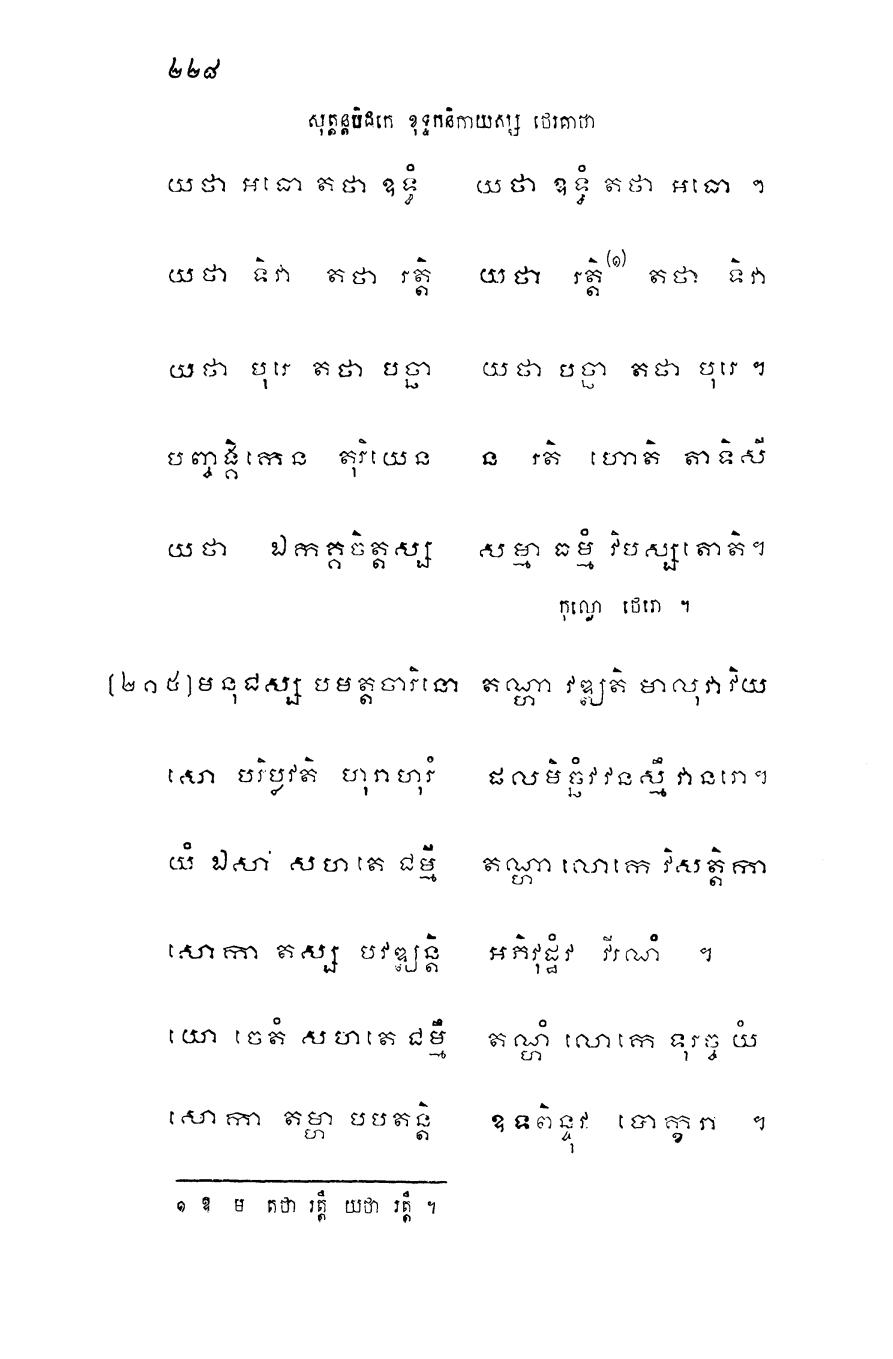 ២២៨
សុត្តន្តបិដកេ ខុទ្ទកនិកាយស្ស ថេរគាថា
យថា អធោ តថា ឧទ្ធំ យថា ឧទ្ធំ តថា អធោ ។
យថា ទិវា តថា រត្តិ យថា រត្តិ(១) តថា ទិវា
យថា បុរេ តថា បច្ឆា យថា បច្ឆា តថា បុរេ ។
បញ្ចង្គិកេន តុរិយេន ន រតិ ហោតិ តាទិសី
យថា ឯកគ្គចិត្តស្ស សម្មា ធម្មំ វិបស្សតោតិ។
កុល្លោ ថេរោ ។
[២១៥] មនុជស្ស បមត្តចារិនោ តណ្ហា វឌ្ឍតិ មាលុវា វិយ
សោ បរិប្លវតិ ហុរាហុរំ ផលមិច្ឆំវ វនស្មឹ វានរោ។
យំ ឯសា សហតេ ជម្មី តណ្ហា លោកេ វិសត្តិកា
សោកា តស្ស បវឌ្ឍន្តិ អភិវុដ្ឋំវ វីរណំ ។
យោ ចេតំ សហតេ ជម្មឹ តណ្ហំ លោកេ ទុរច្ចយំ
សោកា តម្ហា បបតន្តិ ឧទពិន្ទុវ បោក្ខរា ។
១ ឱ ម តថា រត្តឹ យថា រត្តឹ ។